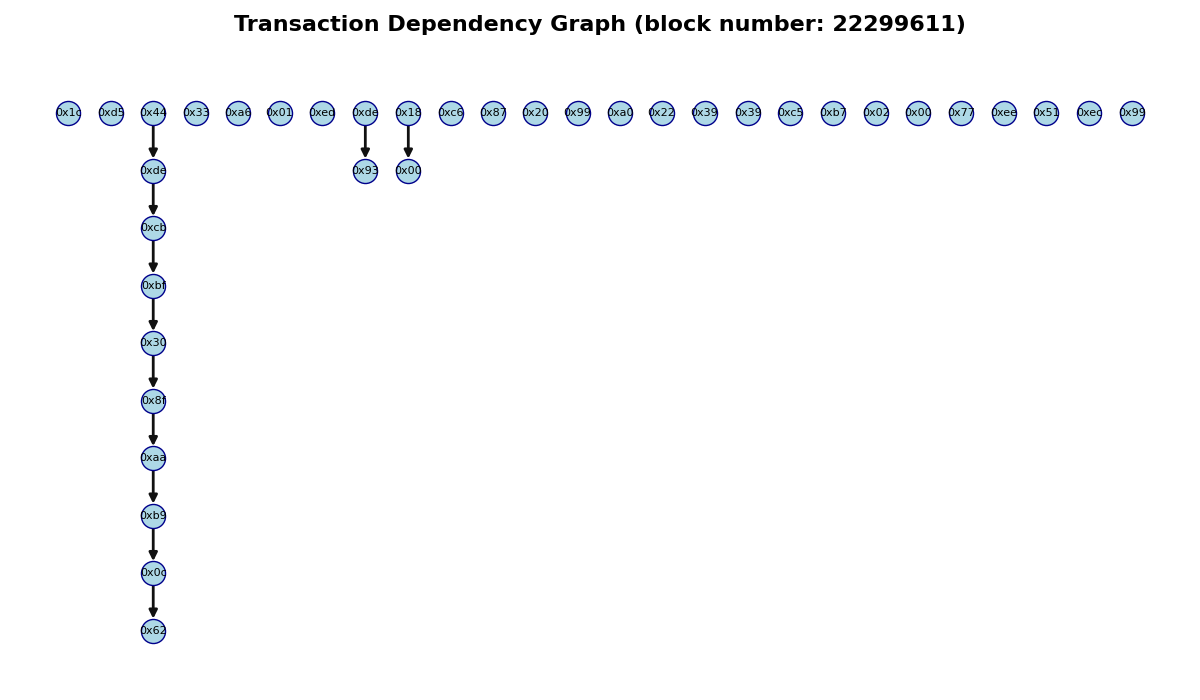 Transaction Dependency Graph (block number: 22299611)
0x1c 0xd5 0x44 0x33 0xa6 0x01 0xed 0xde 0x18 0xc6 0x87 0x20 0x99 0xa0 0x22 0x39 0x39 0xc5 0xb7 0x02 0x00 0x77 0xee 0x51 0xec 0x99
0xde 0x93 0x00
0xcb
0xbf
0x30
0x8f
0xaa
0xb9
0x0c
0x62